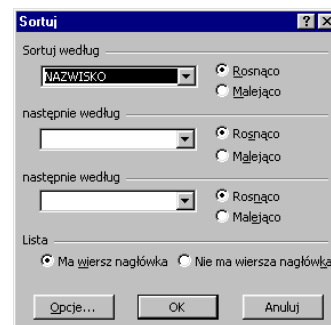 Sortuj
Sortuj według
NAZWISKO
Rosnąco
Malejąco
następnie według
Rosnąco
Malejąco
następnie według
Rosnąco
Malejąco
Lista
Ma wiersz nagłówka Nie ma wiersza nagłówka
Opcje... OK Anuluj